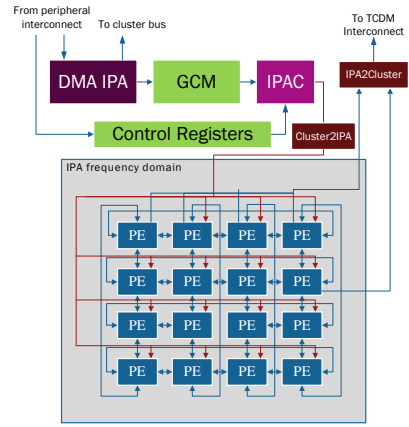 From peripheral
interconnect
To cluster bus
To TCDM
Interconnect
DMA IPA
GCM
IPAC
IPA2Cluster
Control Registers
Cluster2IPA
IPA frequency domain
PE PE PE PE
PE PE PE PE
PE PE PE PE
PE PE PE PE